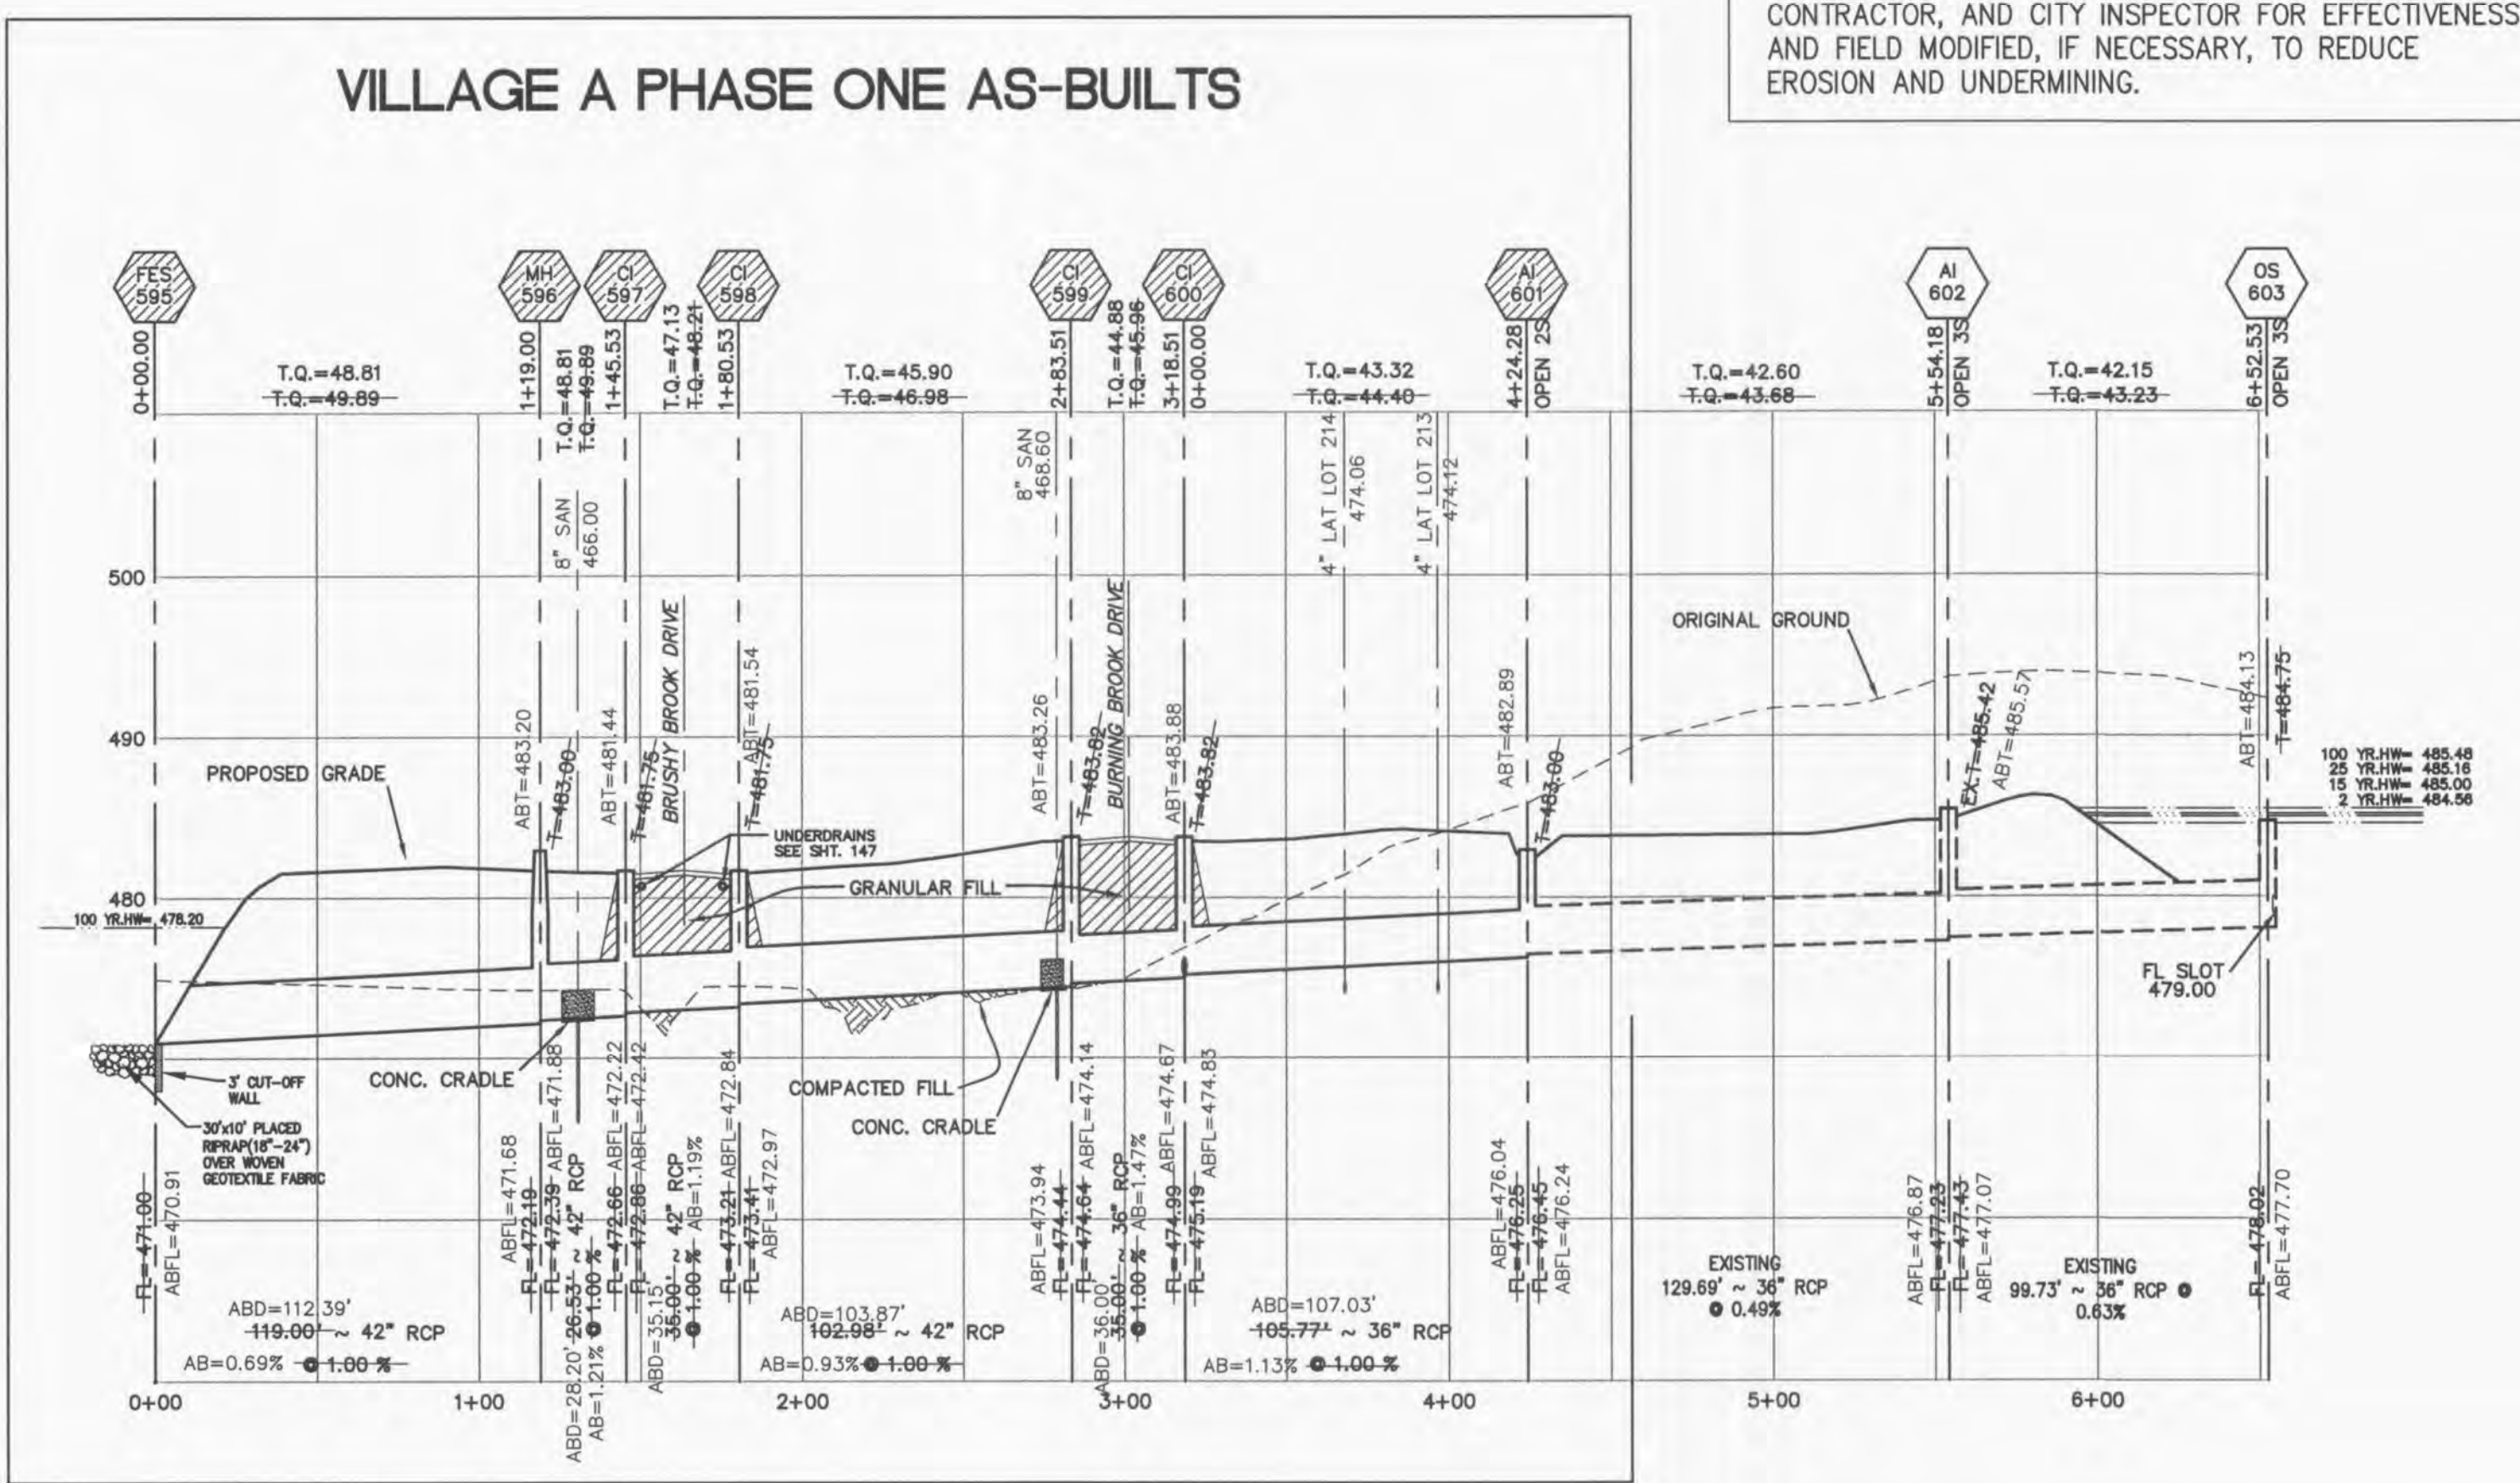 CONTRACTOR, AND CITY INSPECTOR FOR EFFECTIVENESS
AND FIELD MODIFIED, IF NECESSARY, TO REDUCE
EROSION AND UNDERMINING.
VILLAGE A PHASE ONE AS-BUILTS
FES
595
MH
596
CI
597
CI
598
CI
599
CI
600
AI
601
AI
602
OS
603
0+00.00
T.Q.=48.81
T.Q.=49.89
1+19.00
T.Q.=48.81
T.Q.=49.89
1+45.53
T.Q.=47.13
T.Q.=48.21
1+80.53
T.Q.=45.90
T.Q.=46.98
2+83.51
T.Q.=44.88
T.Q.=45.96
3+18.51
0+00.00
T.Q.=43.32
T.Q.=44.40
4+24.28
OPEN 2S
T.Q.=42.60
T.Q.=43.68
5+54.18
OPEN 3S
T.Q.=42.15
T.Q.=43.23
6+52.53
OPEN 3S
8" SAN
466.00
8" SAN
468.60
4" LAT LOT 214
474.06
4" LAT LOT 213
474.12
500
490
480
PROPOSED GRADE
ORIGINAL GROUND
ABT=483.20
T=483.00
ABT=481.44
T=481.75
BRUSHY BROOK DRIVE
ABT=481.54
T=481.75
ABT=483.26
T=483.82
BURNING BROOK DRIVE
ABT=483.88
T=483.82
ABT=482.89
T=483.00
EX.T=485.42
ABT=485.57
ABT=484.13
T=484.75
100 YR.HW= 485.48
25 YR.HW= 485.16
15 YR.HW= 485.00
2 YR.HW= 484.56
UNDERDRAINS
SEE SHT. 147
GRANULAR FILL
100 YR.HW= 478.20
FL SLOT
479.00
3' CUT-OFF
WALL
30'x10' PLACED
RIPRAP(18"-24")
OVER WOVEN
GEOTEXTILE FABRIC
CONC. CRADLE
COMPACTED FILL
CONC. CRADLE
FL=471.00
ABFL=470.91
ABFL=471.68
FL=472.19
FL=472.39
ABFL=471.88
FL=472.66
ABFL=472.22
FL=472.86
ABFL=472.42
FL=473.21
ABFL=472.84
FL=473.41
ABFL=472.97
ABFL=473.94
FL=474.44
FL=474.64
ABFL=474.14
FL=474.99
ABFL=474.67
FL=475.19
ABFL=474.83
ABFL=476.04
FL=476.25
FL=476.45
ABFL=476.24
ABFL=476.87
FL=477.23
FL=477.43
ABFL=477.07
FL=478.02
ABFL=477.70
ABD=112.39'
119.00' ~ 42" RCP
AB=0.69% @ 1.00 %
ABD=28.20' 26.53' ~ 42" RCP
AB=1.21% @ 1.00 %
ABD=35.15' 35.00' ~ 42" RCP
@ 1.00 % AB=1.19%
ABD=103.87'
102.98' ~ 42" RCP
AB=0.93% @ 1.00 %
ABD=36.00' 35.00' ~ 36" RCP
@ 1.00 % AB=1.47%
ABD=107.03'
105.77' ~ 36" RCP
AB=1.13% @ 1.00 %
EXISTING
129.69' ~ 36" RCP
@ 0.49%
EXISTING
99.73' ~ 36" RCP @
0.63%
0+00
1+00
2+00
3+00
4+00
5+00
6+00